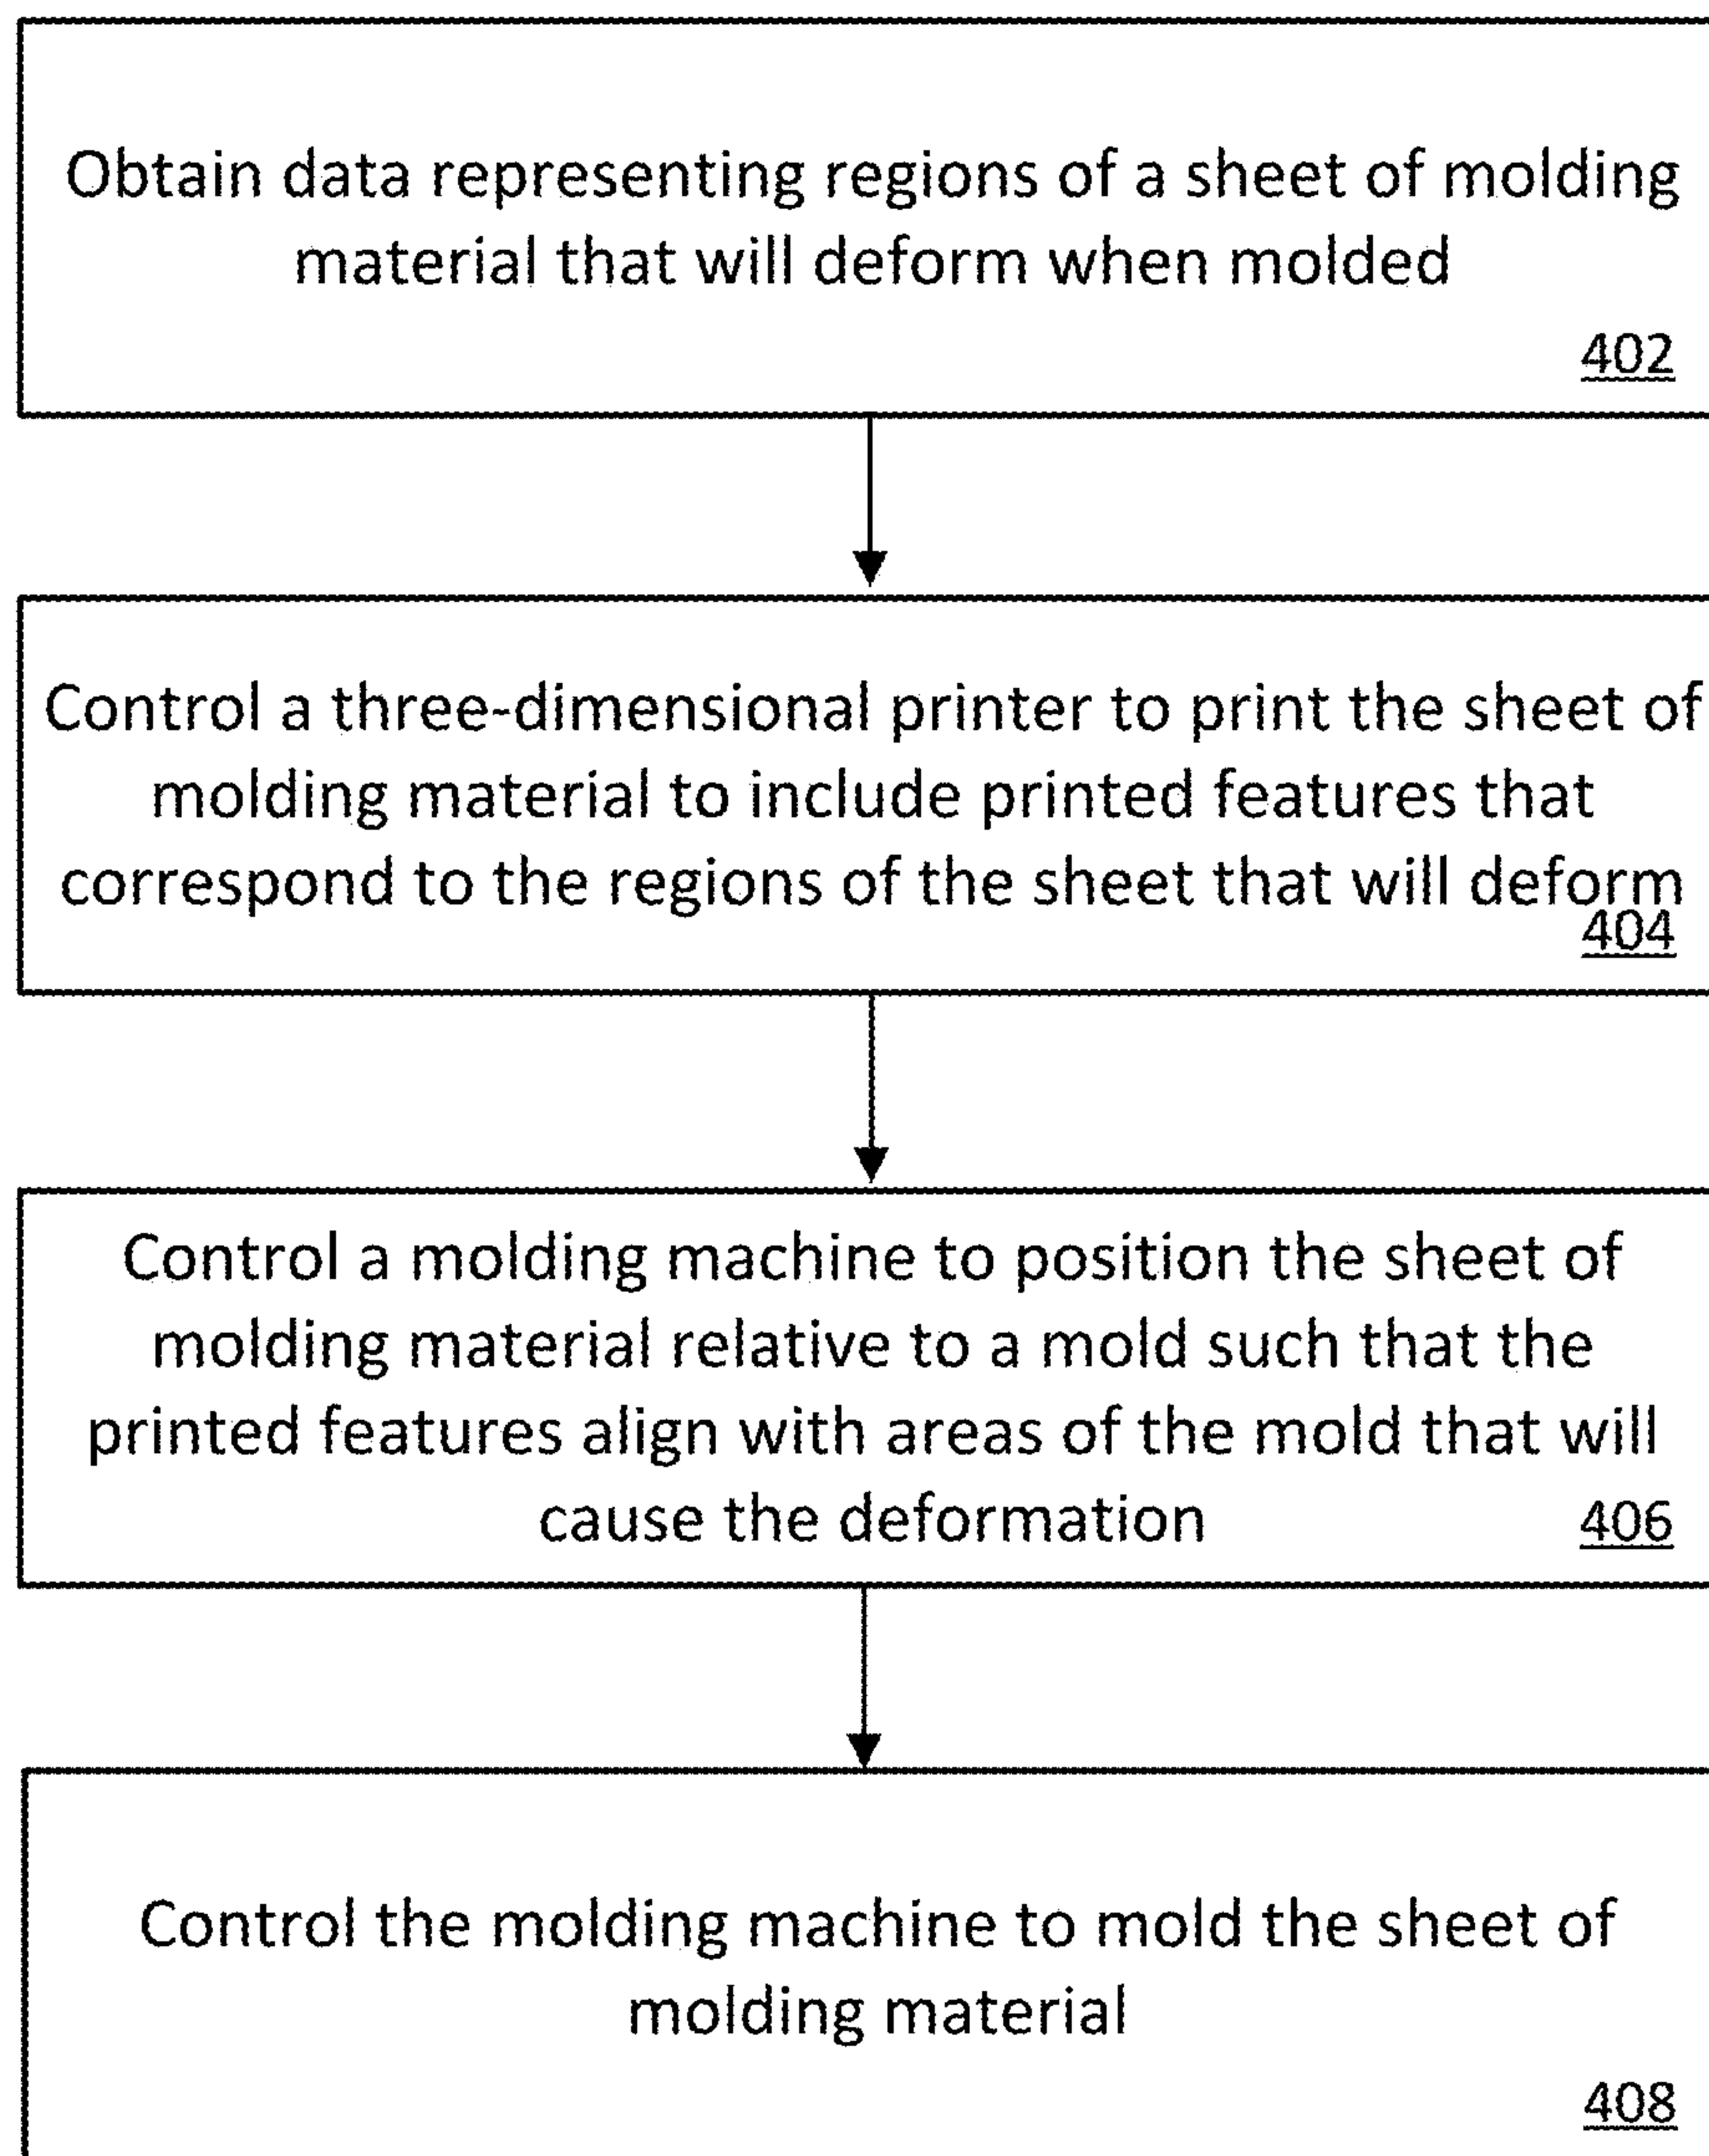 Obtain data representing regions of a sheet of molding
material that will deform when molded
402
Control a three-dimensional printer to print the sheet of
molding material to include printed features that
correspond to the regions of the sheet that will deform
404
Control a molding machine to position the sheet of
molding material relative to a mold such that the
printed features align with areas of the mold that will
cause the deformation 406
Control the molding machine to mold the sheet of
molding material
408